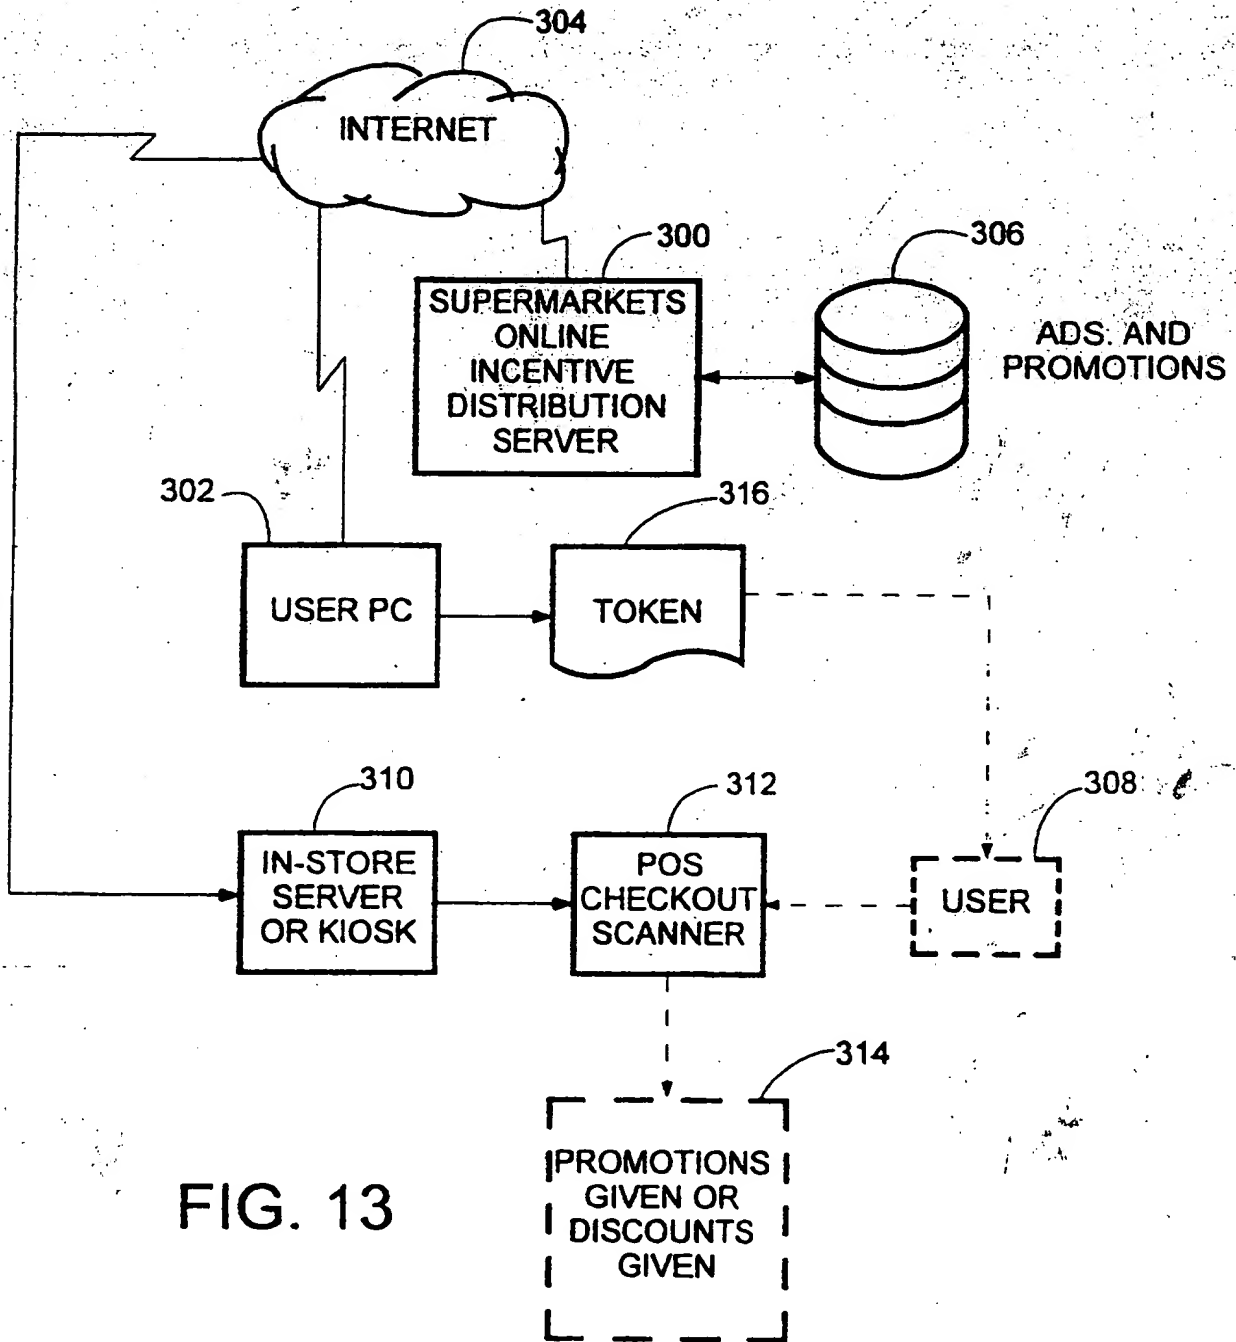 304
INTERNET
300
306
SUPERMARKETS
ONLINE
INCENTIVE
DISTRIBUTION
SERVER
ADS. AND
PROMOTIONS
302
316
USER PC
TOKEN
310
312
308
IN-STORE
SERVER
OR KIOSK
POS
CHECKOUT
SCANNER
USER
314
PROMOTIONS
GIVEN OR
DISCOUNTS
GIVEN
FIG. 13